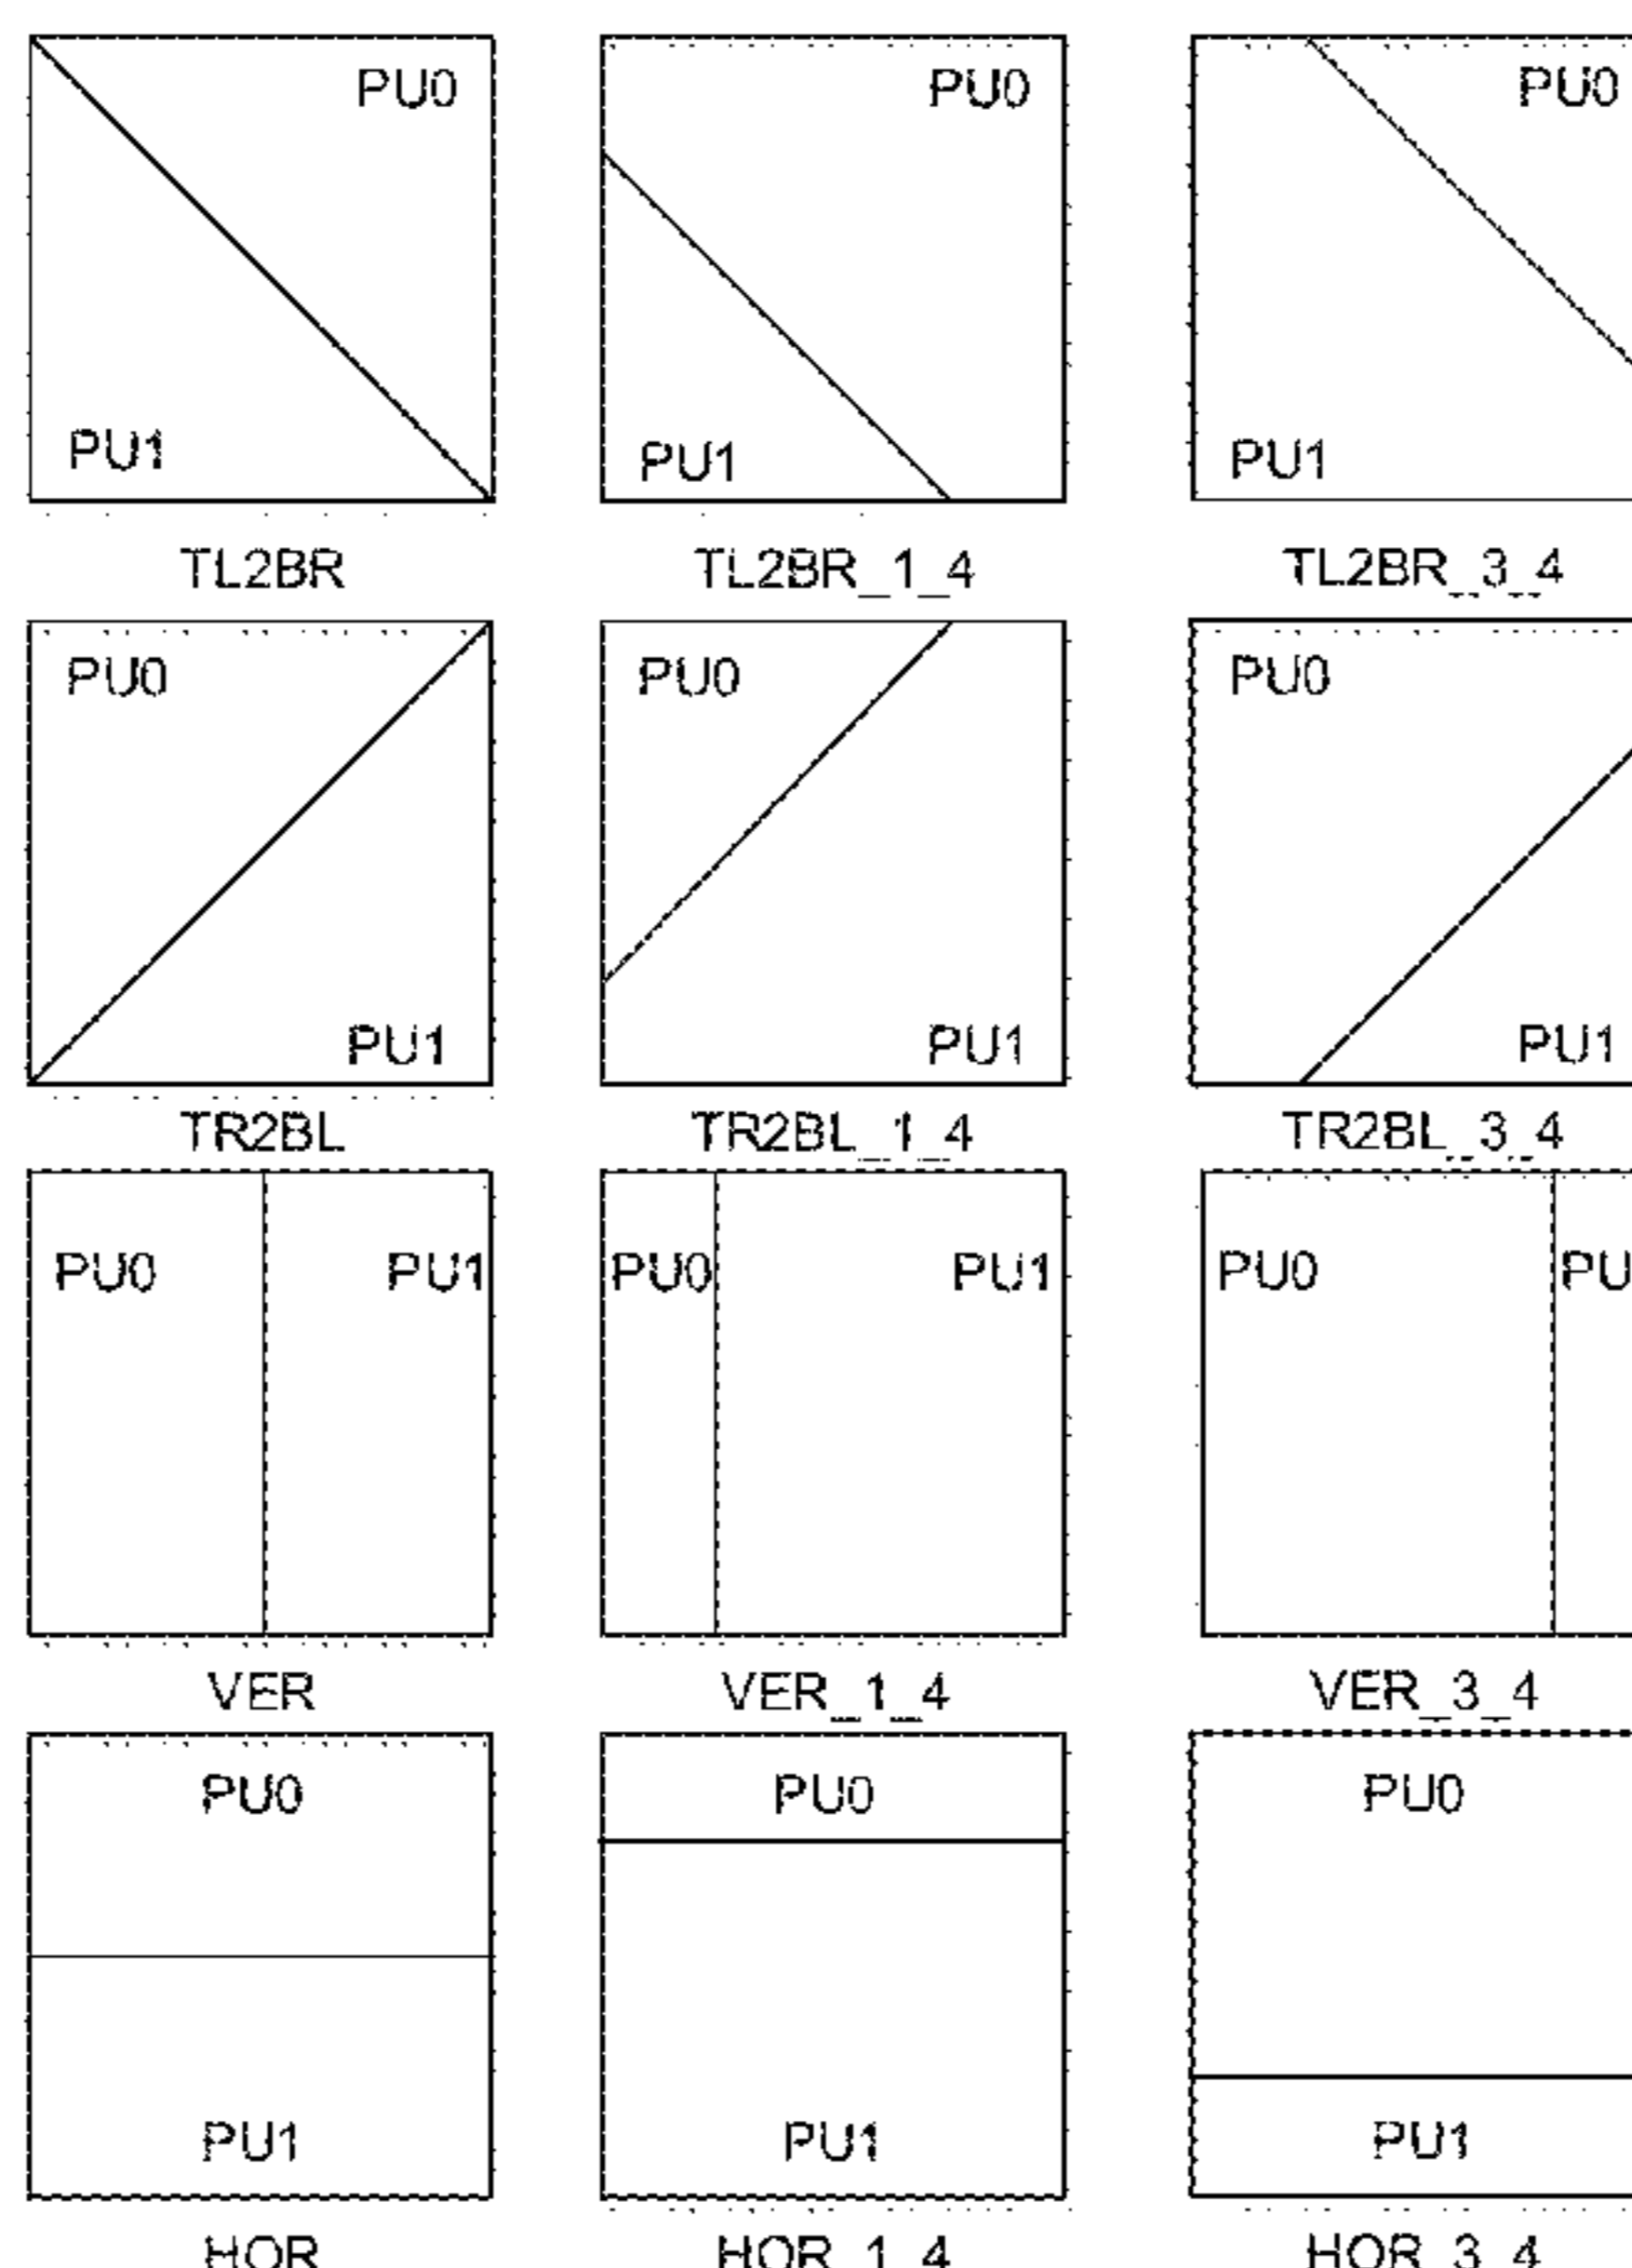 PU0 PU0 PU0
PU1 PU1 PU1
TL2BR TL2BR_1_4 TL2BR_3_4
PU0 PU0 PU0
PU1 PU1 PU1
TR2BL TR2BL_1_4 TR2BL_3_4
PU0 PU1 PU0 PU1 PU0 PU
VER VER_1_4 VER_3_4
PU0 PU0 PU0
PU1 PU1 PU1
HOR HOR_1_4 HOR_3_4